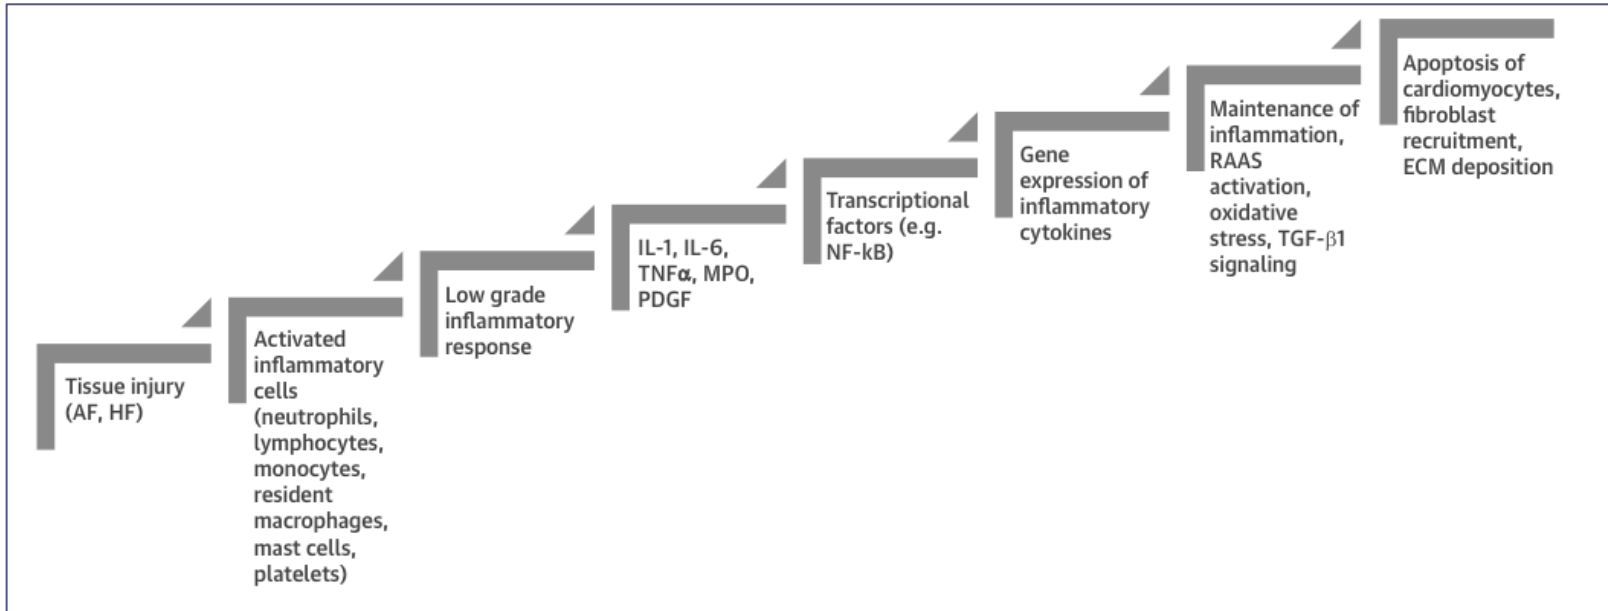 Tissue injury
(AF, HF)
Activated
inflammatory
cells
(neutrophils,
lymphocytes,
monocytes,
resident
macrophages,
mast cells,
platelets)
Low grade
inflammatory
response
IL-1, IL-6,
TNFα, MPO,
PDGF
Transcriptional
factors (e.g.
NF-kB)
Gene
expression of
inflammatory
cytokines
Maintenance of
inflammation,
RAAS
activation,
oxidative
stress, TGF-β1
signaling
Apoptosis of
cardiomyocytes,
fibroblast
recruitment,
ECM deposition